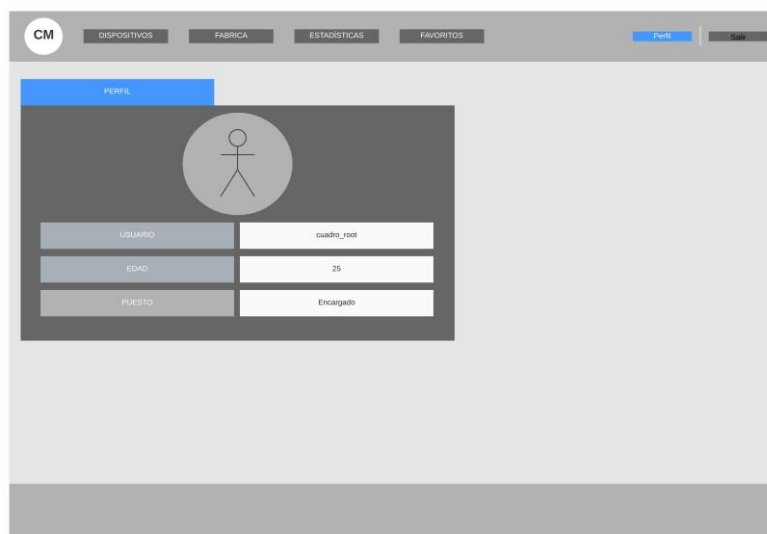 CM
DISPOSITIVOS FABRICA ESTADÍSTICAS FAVORITOS Perfil Salir
PERFIL
USUARIO cuadro_root
EDAD 25
PUESTO Encargado